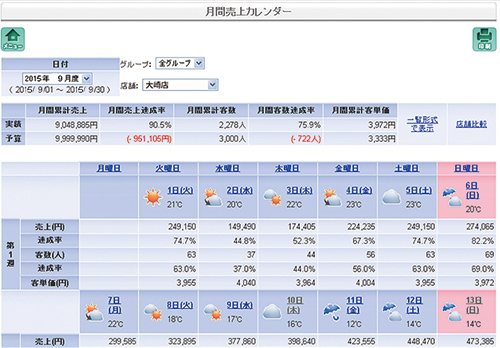 月間売上カレンダー
メニュー
印刷
日付
2015年 9月度
( 2015/ 9/01 ～ 2015/ 9/30 )
グループ: 全グループ
店舗: 大崎店
月間累計売上 月間売上達成率 月間累計客数 月間客数達成率 月間累計客単価
実績 9,048,885円 90.5% 2,278人 75.9% 3,972円
予算 9,999,990円 (- 951,105円) 3,000人 (- 722人) 3,333円
一覧形式で表示
店舗比較
月曜日 火曜日 水曜日 木曜日 金曜日 土曜日 日曜日
1日(火) 21℃ 2日(水) 20℃ 3日(木) 22℃ 4日(金) 23℃ 5日(土) 23℃ 6日(日) 20℃
第1週
売上(円) 249,150 149,490 174,405 224,235 249,150 274,065
達成率 74.7% 44.8% 52.3% 67.3% 74.7% 82.2%
客数(人) 63 37 44 56 63 69
達成率 63.0% 37.0% 44.0% 56.0% 63.0% 69.0%
客単価(円) 3,955 4,040 3,964 4,004 3,955 3,972
7日(月) 22℃ 8日(火) 18℃ 9日(水) 17℃ 10日(木) 16℃ 11日(金) 12℃ 12日(土) 14℃ 13日(日) 14℃
売上(円) 299,585 323,895 377,860 398,640 423,555 448,470 473,385